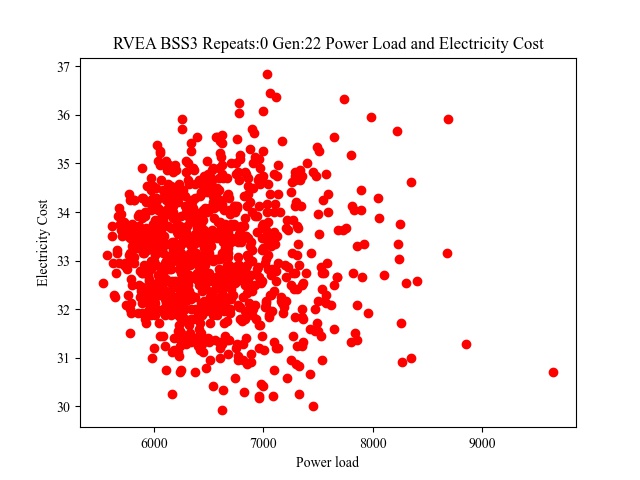 RVEA BSS3 Repeats:0 Gen:22 Power Load and Electricity Cost
37
36
35
34
33
32
31
30
Electricity Cost
6000 7000 8000 9000
Power load